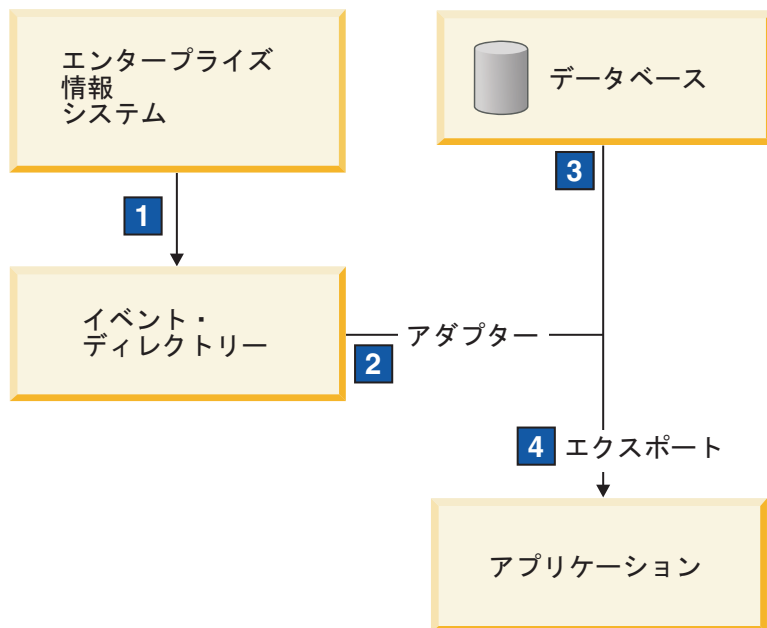 エンタープライズ
情報
システム
データベース
1
3
イベント・
ディレクトリー
2
アダプター
4
エクスポート
アプリケーション